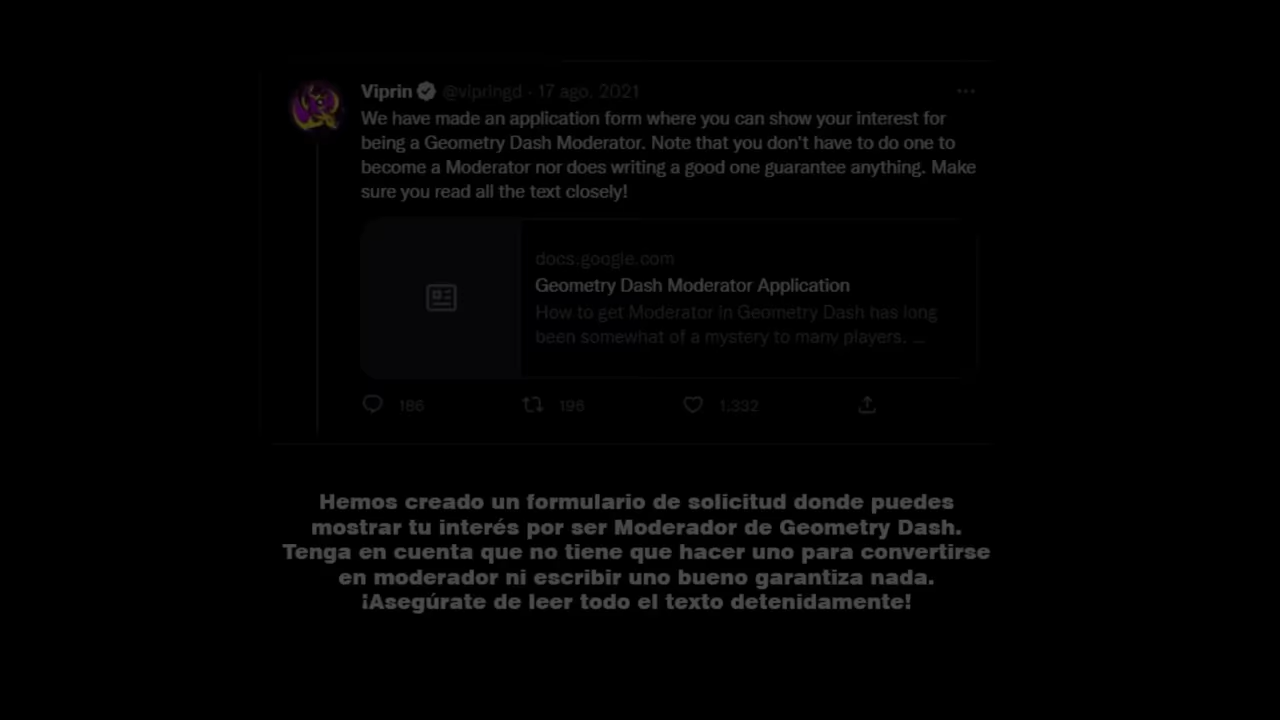 Viprin @vipringd · 17 ago. 2021
We have made an application form where you can show your interest for
being a Geometry Dash Moderator. Note that you don't have to do one to
become a Moderator nor does writing a good one guarantee anything. Make
sure you read all the text closely!
docs.google.com
Geometry Dash Moderator Application
How to get Moderator in Geometry Dash has long
been somewhat of a mystery to many players. ...
186 196 1.332
Hemos creado un formulario de solicitud donde puedes
mostrar tu interés por ser Moderador de Geometry Dash.
Tenga en cuenta que no tiene que hacer uno para convertirse
en moderador ni escribir uno bueno garantiza nada.
¡Asegúrate de leer todo el texto detenidamente!